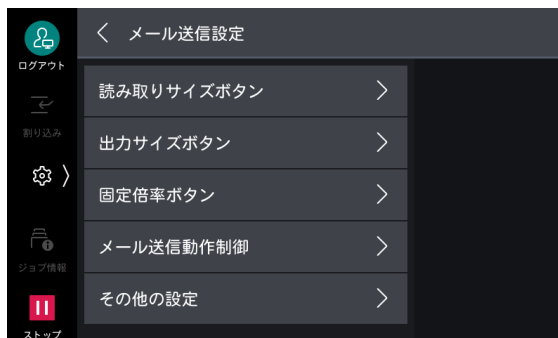 メール送信設定
ログアウト
読み取りサイズボタン
割り込み
出力サイズボタン
固定倍率ボタン
メール送信動作制御
ジョブ情報
その他の設定
ストップ